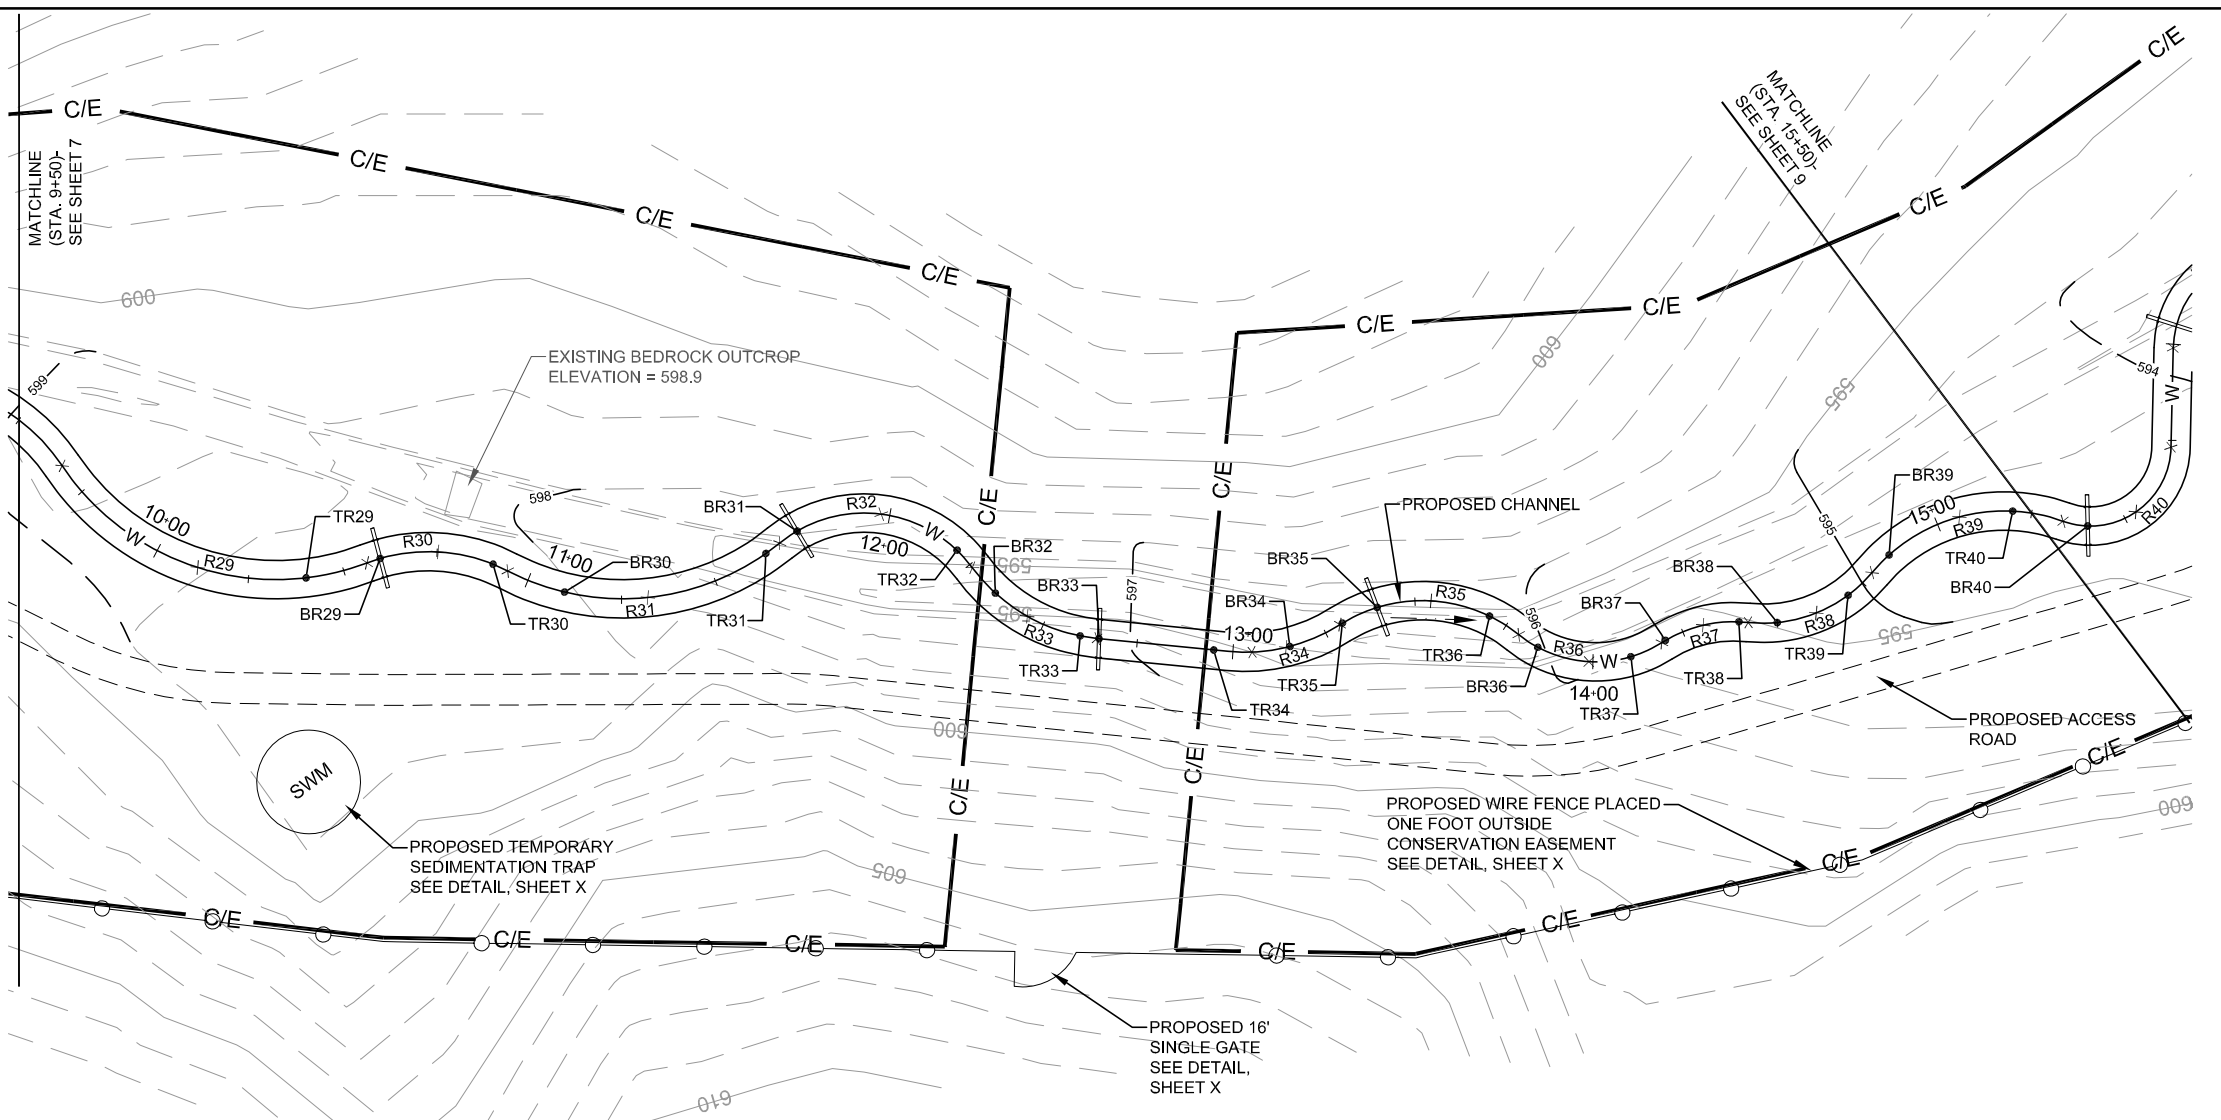 C/E
C/E
C/E
C/E
C/E
C/E
C/E
C/E
C/E
MATCHLINE
(STA. 9+50)-
SEE SHEET 7
MATCHLINE
(STA. 15+50)-
SEE SHEET 9
600
600
595
EXISTING BEDROCK OUTCROP
ELEVATION = 598.9
599
598
597
596
595
594
10+00
11+00
12+00
13+00
14+00
15+00
W
W
W
W
R29
R30
R31
R32
R33
R34
R35
R36
R37
R38
R39
R40
TR29
BR29
TR30
BR30
BR31
TR31
TR32
BR32
BR33
TR33
TR34
BR34
BR35
TR35
TR36
BR36
BR37
TR37
BR38
TR38
TR39
BR39
TR40
BR40
595
595
595
PROPOSED CHANNEL
C/E
C/E
C/E
C/E
600
PROPOSED ACCESS
ROAD
SWM
PROPOSED TEMPORARY
SEDIMENTATION TRAP
SEE DETAIL, SHEET X
PROPOSED WIRE FENCE PLACED
ONE FOOT OUTSIDE
CONSERVATION EASEMENT
SEE DETAIL, SHEET X
600
605
C/E
C/E
C/E
C/E
C/E
C/E
C/E
PROPOSED 16'
SINGLE GATE
SEE DETAIL,
SHEET X
610